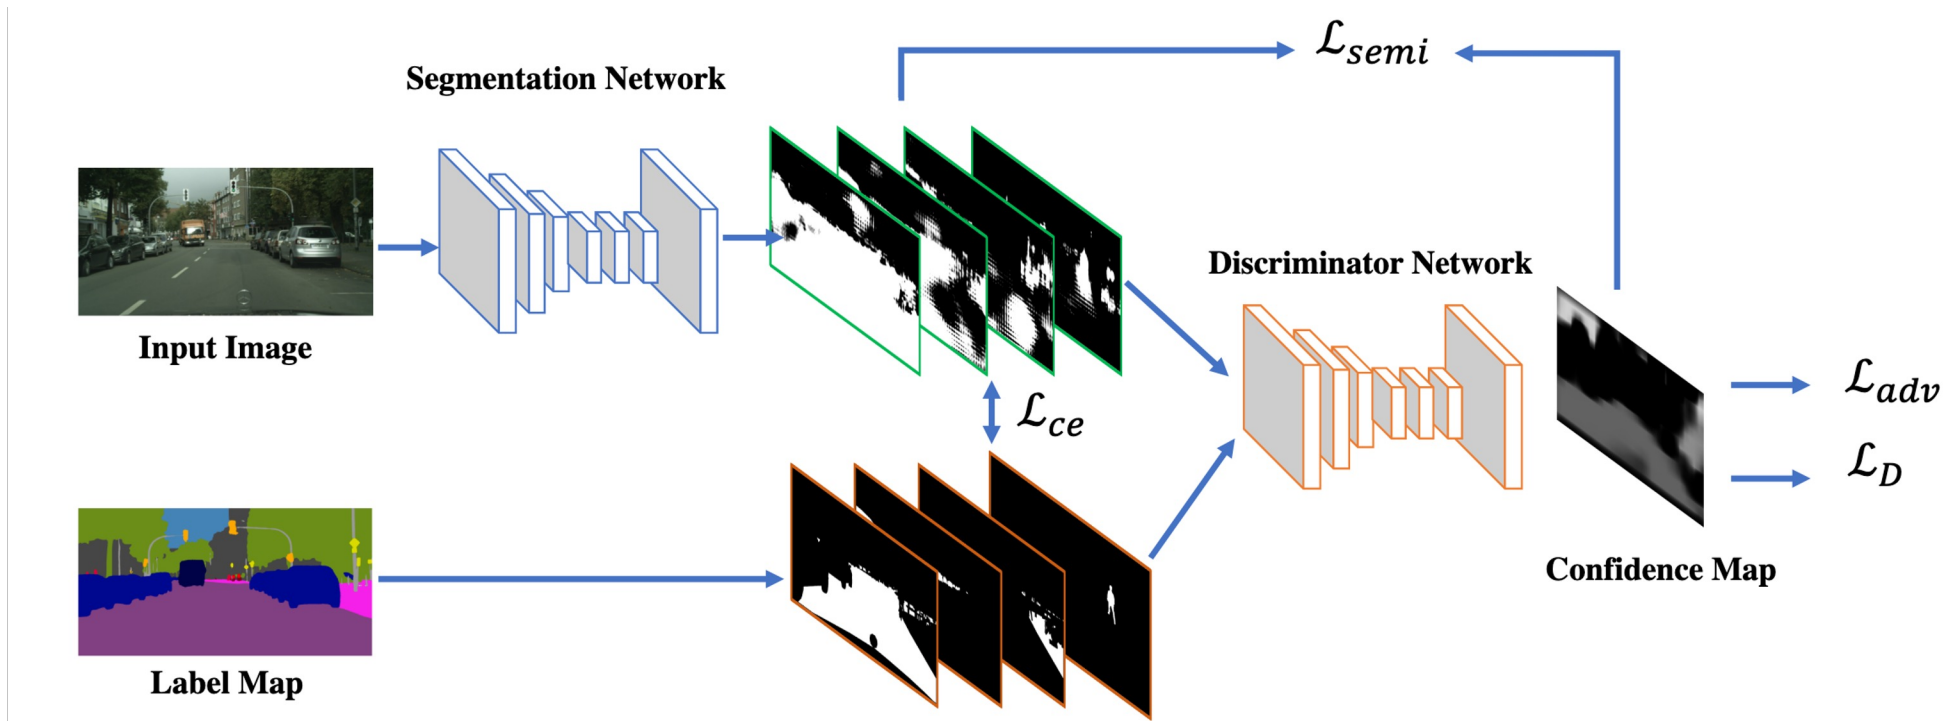 Segmentation Network
ℒsemi
Input Image
Discriminator Network
ℒce
ℒadv
ℒD
Confidence Map
Label Map